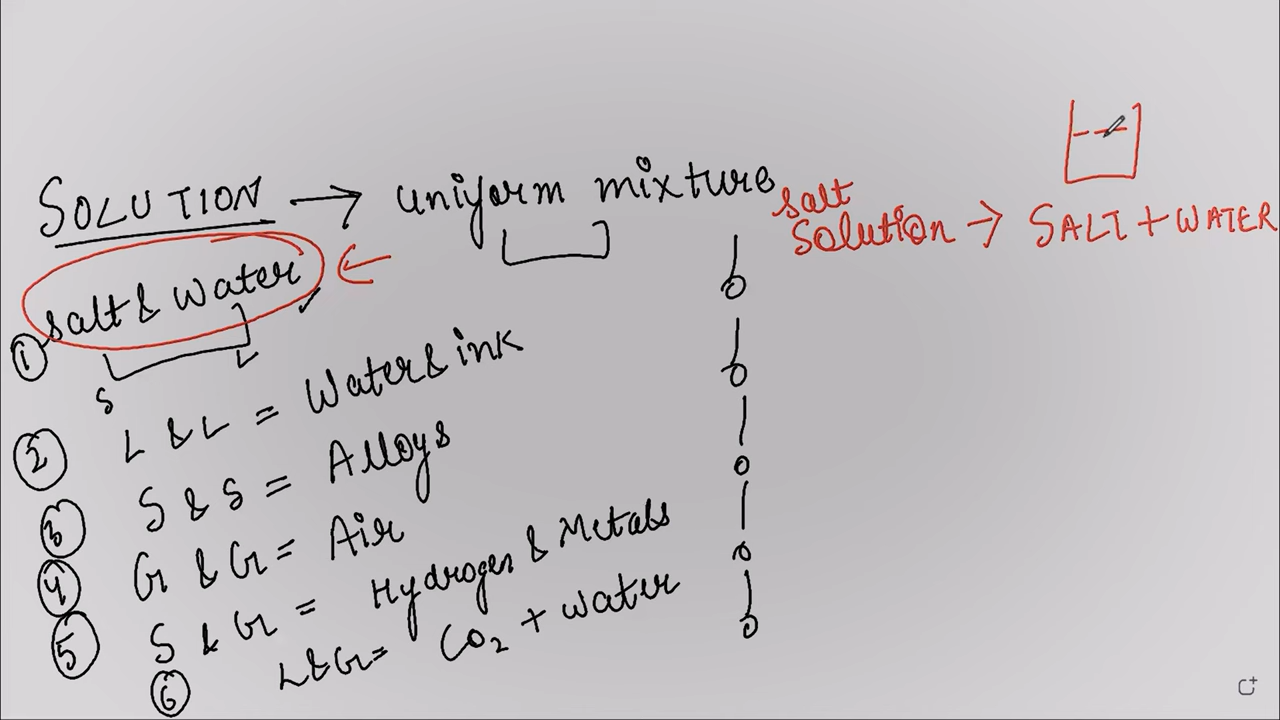 SOLUTION → uniform mixture
salt solution → SALT + WATER
① salt & water ←
S L
② L & L = Water & ink
③ S & S = Alloys
④ G & G = Air
⑤ S & G = Hydrogen & Metals
⑥ L & G = CO₂ + water